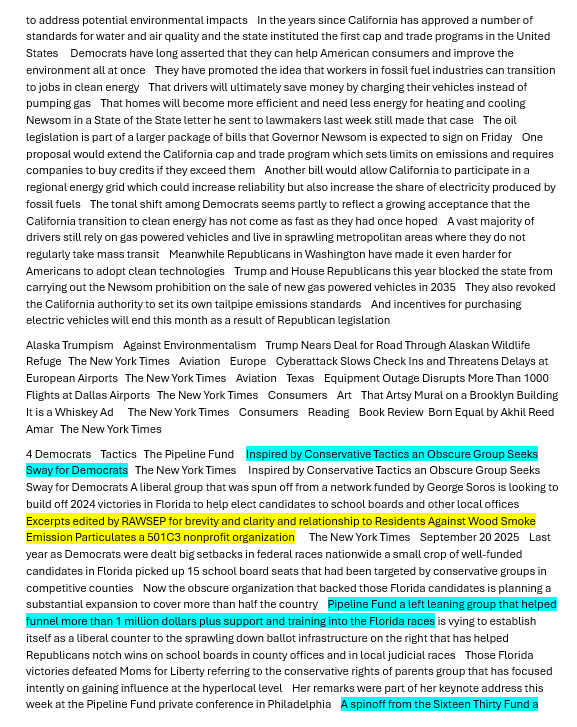 to address potential environmental impacts    In the years since California has approved a number of
standards for water and air quality and the state instituted the first cap and trade programs in the United
States    Democrats have long asserted that they can help American consumers and improve the
environment all at once    They have promoted the idea that workers in fossil fuel industries can transition
to jobs in clean energy    That drivers will ultimately save money by charging their vehicles instead of
pumping gas    That homes will become more efficient and need less energy for heating and cooling
Newsom in a State of the State letter he sent to lawmakers last week still made that case    The oil
legislation is part of a larger package of bills that Governor Newsom is expected to sign on Friday    One
proposal would extend the California cap and trade program which sets limits on emissions and requires
companies to buy credits if they exceed them    Another bill would allow California to participate in a
regional energy grid which could increase reliability but also increase the share of electricity produced by
fossil fuels    The tonal shift among Democrats seems partly to reflect a growing acceptance that the
California transition to clean energy has not come as fast as they had once hoped    A vast majority of
drivers still rely on gas powered vehicles and live in sprawling metropolitan areas where they do not
regularly take mass transit    Meanwhile Republicans in Washington have made it even harder for
Americans to adopt clean technologies    Trump and House Republicans this year blocked the state from
carrying out the Newsom prohibition on the sale of new gas powered vehicles in 2035    They also revoked
the California authority to set its own tailpipe emissions standards    And incentives for purchasing
electric vehicles will end this month as a result of Republican legislation
Alaska Trumpism    Against Environmentalism    Trump Nears Deal for Road Through Alaskan Wildlife
Refuge    The New York Times    Aviation    Europe    Cyberattack Slows Check Ins and Threatens Delays at
European Airports    The New York Times    Aviation    Texas    Equipment Outage Disrupts More Than 1000
Flights at Dallas Airports    The New York Times    Consumers    Art    That Artsy Mural on a Brooklyn Building
It is a Whiskey Ad    The New York Times    Consumers    Reading    Book Review    Born Equal by Akhil Reed
Amar    The New York Times
4 Democrats    Tactics    The Pipeline Fund    Inspired by Conservative Tactics an Obscure Group Seeks
Sway for Democrats    The New York Times    Inspired by Conservative Tactics an Obscure Group Seeks
Sway for Democrats A liberal group that was spun off from a network funded by George Soros is looking to
build off 2024 victories in Florida to help elect candidates to school boards and other local offices
Excerpts edited by RAWSEP for brevity and clarity and relationship to Residents Against Wood Smoke
Emission Particulates a 501C3 nonprofit organization    The New York Times    September 20 2025    Last
year as Democrats were dealt big setbacks in federal races nationwide a small crop of well-funded
candidates in Florida picked up 15 school board seats that had been targeted by conservative groups in
competitive counties    Now the obscure organization that backed those Florida candidates is planning a
substantial expansion to cover more than half the country    Pipeline Fund a left leaning group that helped
funnel more than 1 million dollars plus support and training into the Florida races is vying to establish
itself as a liberal counter to the sprawling down ballot infrastructure on the right that has helped
Republicans notch wins on school boards in county offices and in local judicial races    Those Florida
victories defeated Moms for Liberty referring to the conservative rights of parents group that has focused
intently on gaining influence at the hyperlocal level    Her remarks were part of her keynote address this
week at the Pipeline Fund private conference in Philadelphia    A spinoff from the Sixteen Thirty Fund a